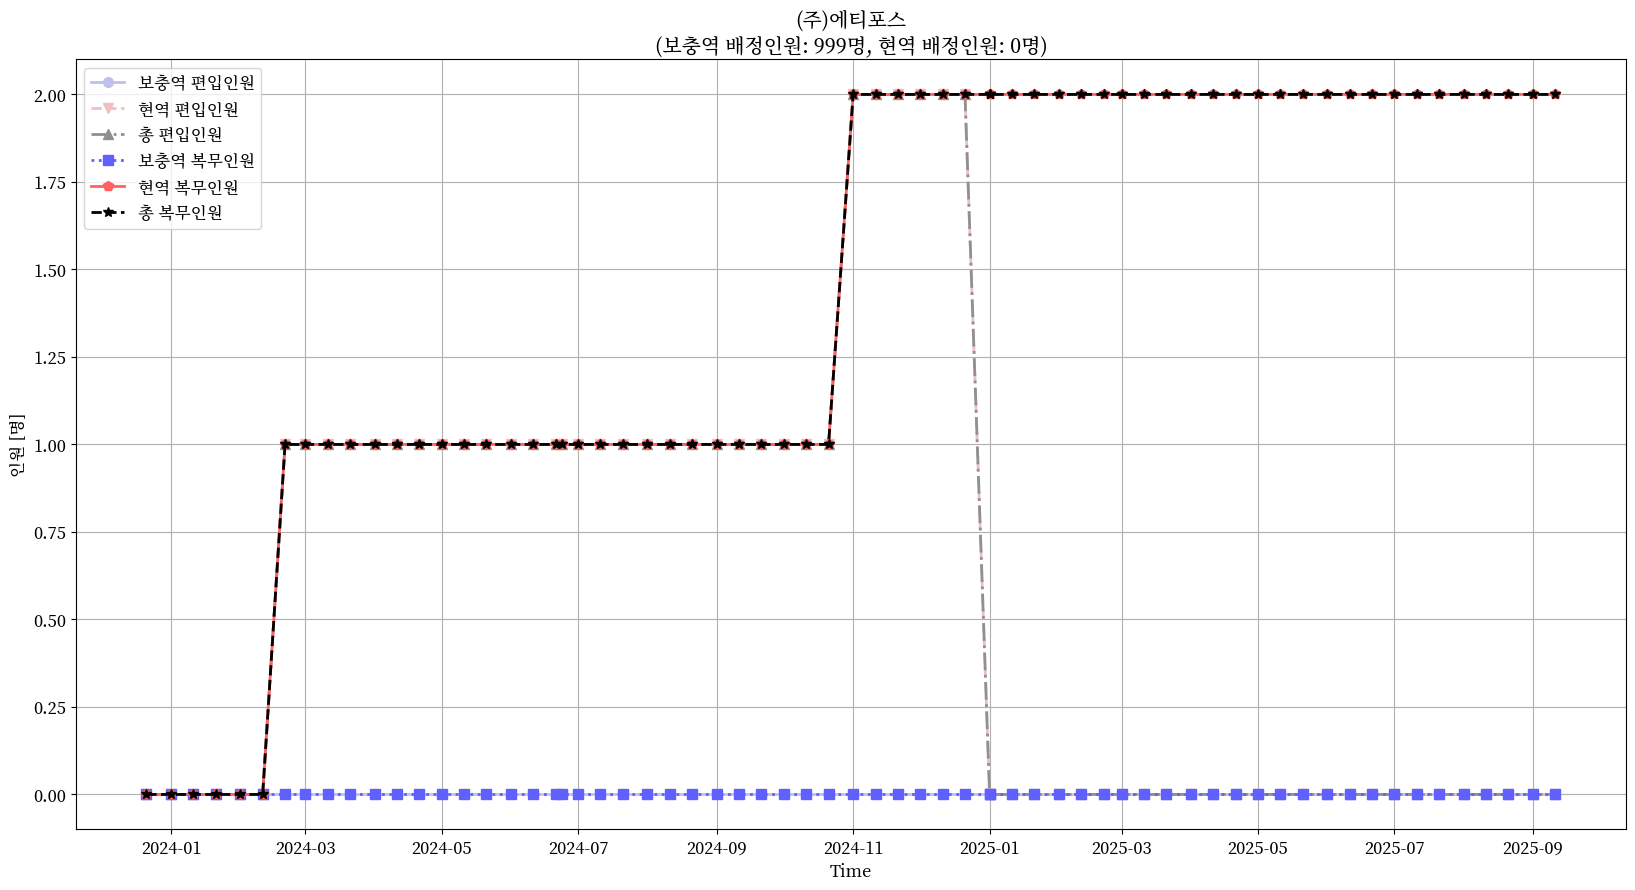 (주)에티포스
(보충역 배정인원: 999명, 현역 배정인원: 0명)
보충역 편입인원
현역 편입인원
총 편입인원
보충역 복무인원
현역 복무인원
총 복무인원
2.00
1.75
1.50
1.25
1.00
0.75
0.50
0.25
0.00
인원 [명]
2024-01
2024-03
2024-05
2024-07
2024-09
2024-11
2025-01
2025-03
2025-05
2025-07
2025-09
Time